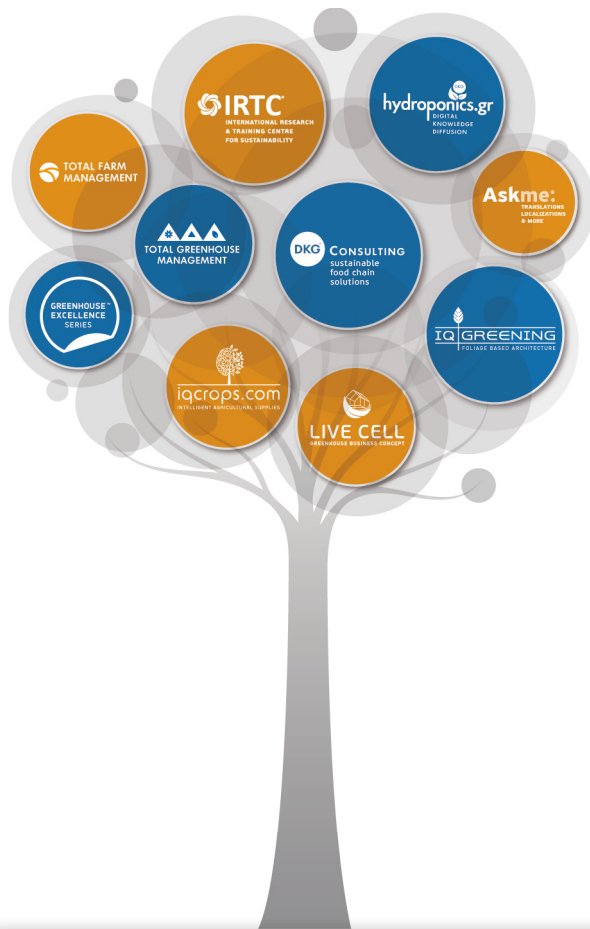 IRTC
INTERNATIONAL RESEARCH
& TRAINING CENTRE
FOR SUSTAINABILITY
DKG
hydroponics.gr
DIGITAL
KNOWLEDGE
DIFFUSION
TOTAL FARM
MANAGEMENT
Askme:
TRANSLATIONS
LOCALIZATIONS
& MORE
TOTAL GREENHOUSE
MANAGEMENT
DKG CONSULTING
sustainable
food chain
solutions
GREENHOUSE™
EXCELLENCE
SERIES
IQ GREENING
FOLIAGE BASED ARCHITECTURE
iqcrops.com
INTELLIGENT AGRICULTURAL SUPPLIES
LIVE CELL
GREENHOUSE BUSINESS CONCEPT